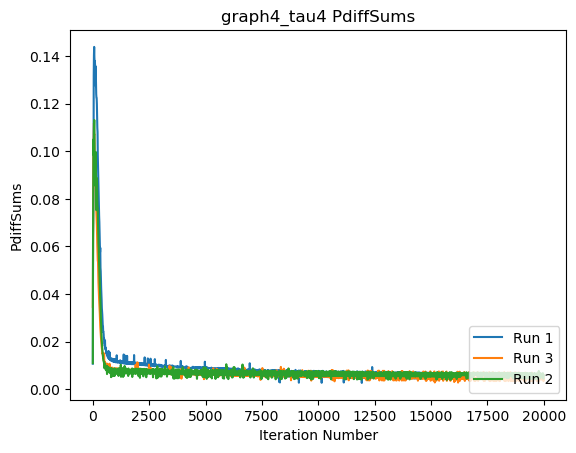 graph4_tau4 PdiffSums
PdiffSums
0.14
0.12
0.10
0.08
0.06
0.04
0.02
0.00
Run 1
Run 3
Run 2
0 2500 5000 7500 10000 12500 15000 17500 20000
Iteration Number